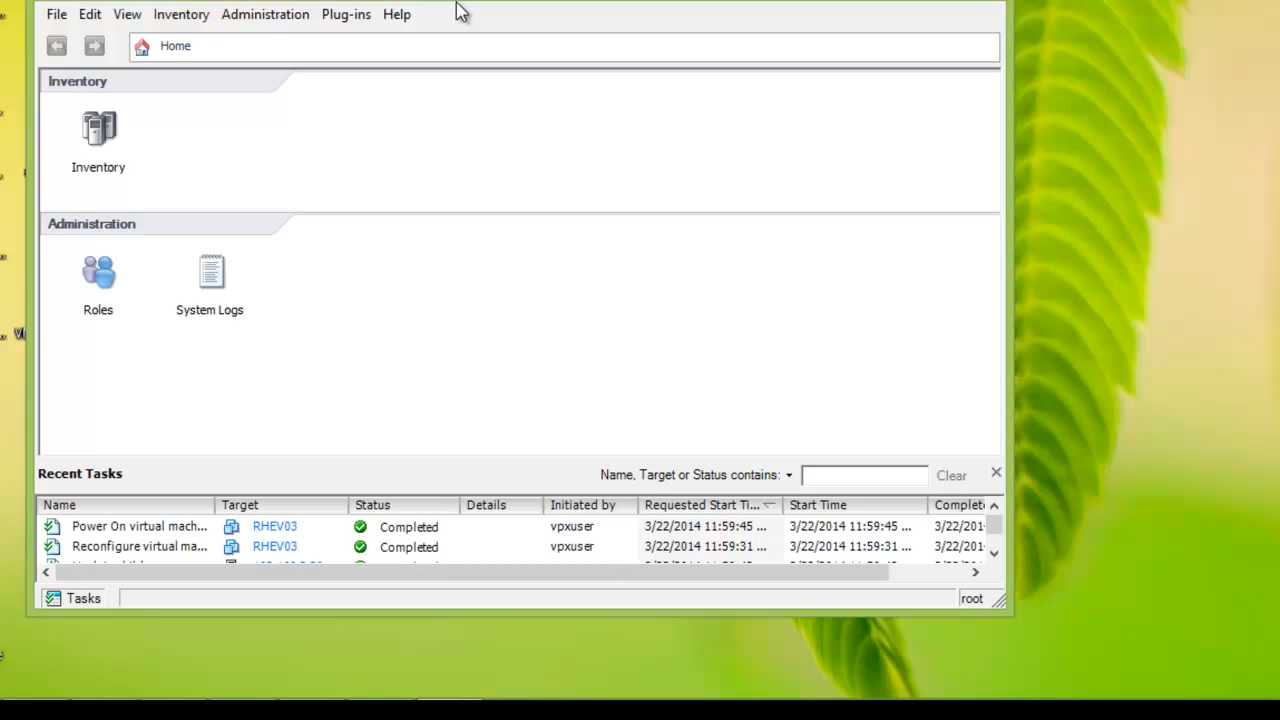 File Edit View Inventory Administration Plug-ins Help
Home
Inventory
Inventory
Administration
Roles System Logs
Recent Tasks Name, Target or Status contains: Clear
Name Target Status Details Initiated by Requested Start Ti... Start Time Complet
Power On virtual mach... RHEV03 Completed vpxuser 3/22/2014 11:59:45 ... 3/22/2014 11:59:45 ... 3/22/201
Reconfigure virtual ma... RHEV03 Completed vpxuser 3/22/2014 11:59:31 ... 3/22/2014 11:59:31 ... 3/22/201
Tasks root